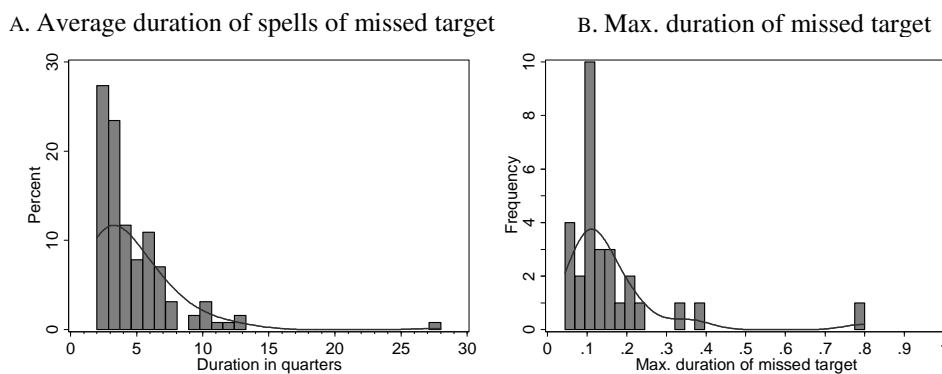 A. Average duration of spells of missed target
30
20
10
0
Percent
0 5 10 15 20 25 30
Duration in quarters
B. Max. duration of missed target
10
8
6
4
2
0
Frequency
0 .1 .2 .3 .4 .5 .6 .7 .8 .9
Max. duration of missed target